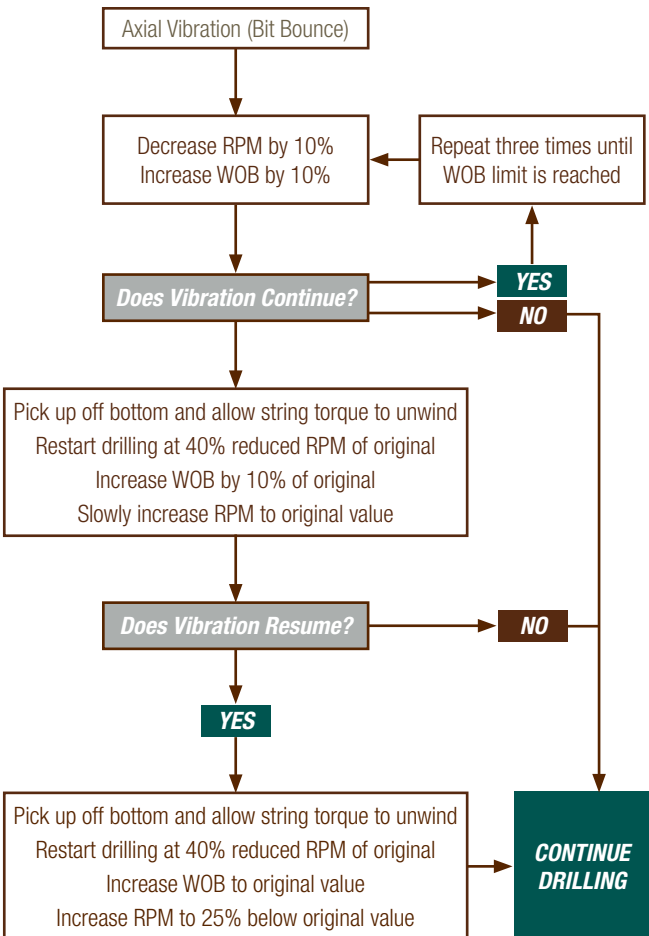 Axial Vibration (Bit Bounce)
Decrease RPM by 10%
Increase WOB by 10%
Repeat three times until
WOB limit is reached
Does Vibration Continue?
YES
NO
Pick up off bottom and allow string torque to unwind
Restart drilling at 40% reduced RPM of original
Increase WOB by 10% of original
Slowly increase RPM to original value
Does Vibration Resume?
NO
YES
Pick up off bottom and allow string torque to unwind
Restart drilling at 40% reduced RPM of original
Increase WOB to original value
Increase RPM to 25% below original value
CONTINUE
DRILLING